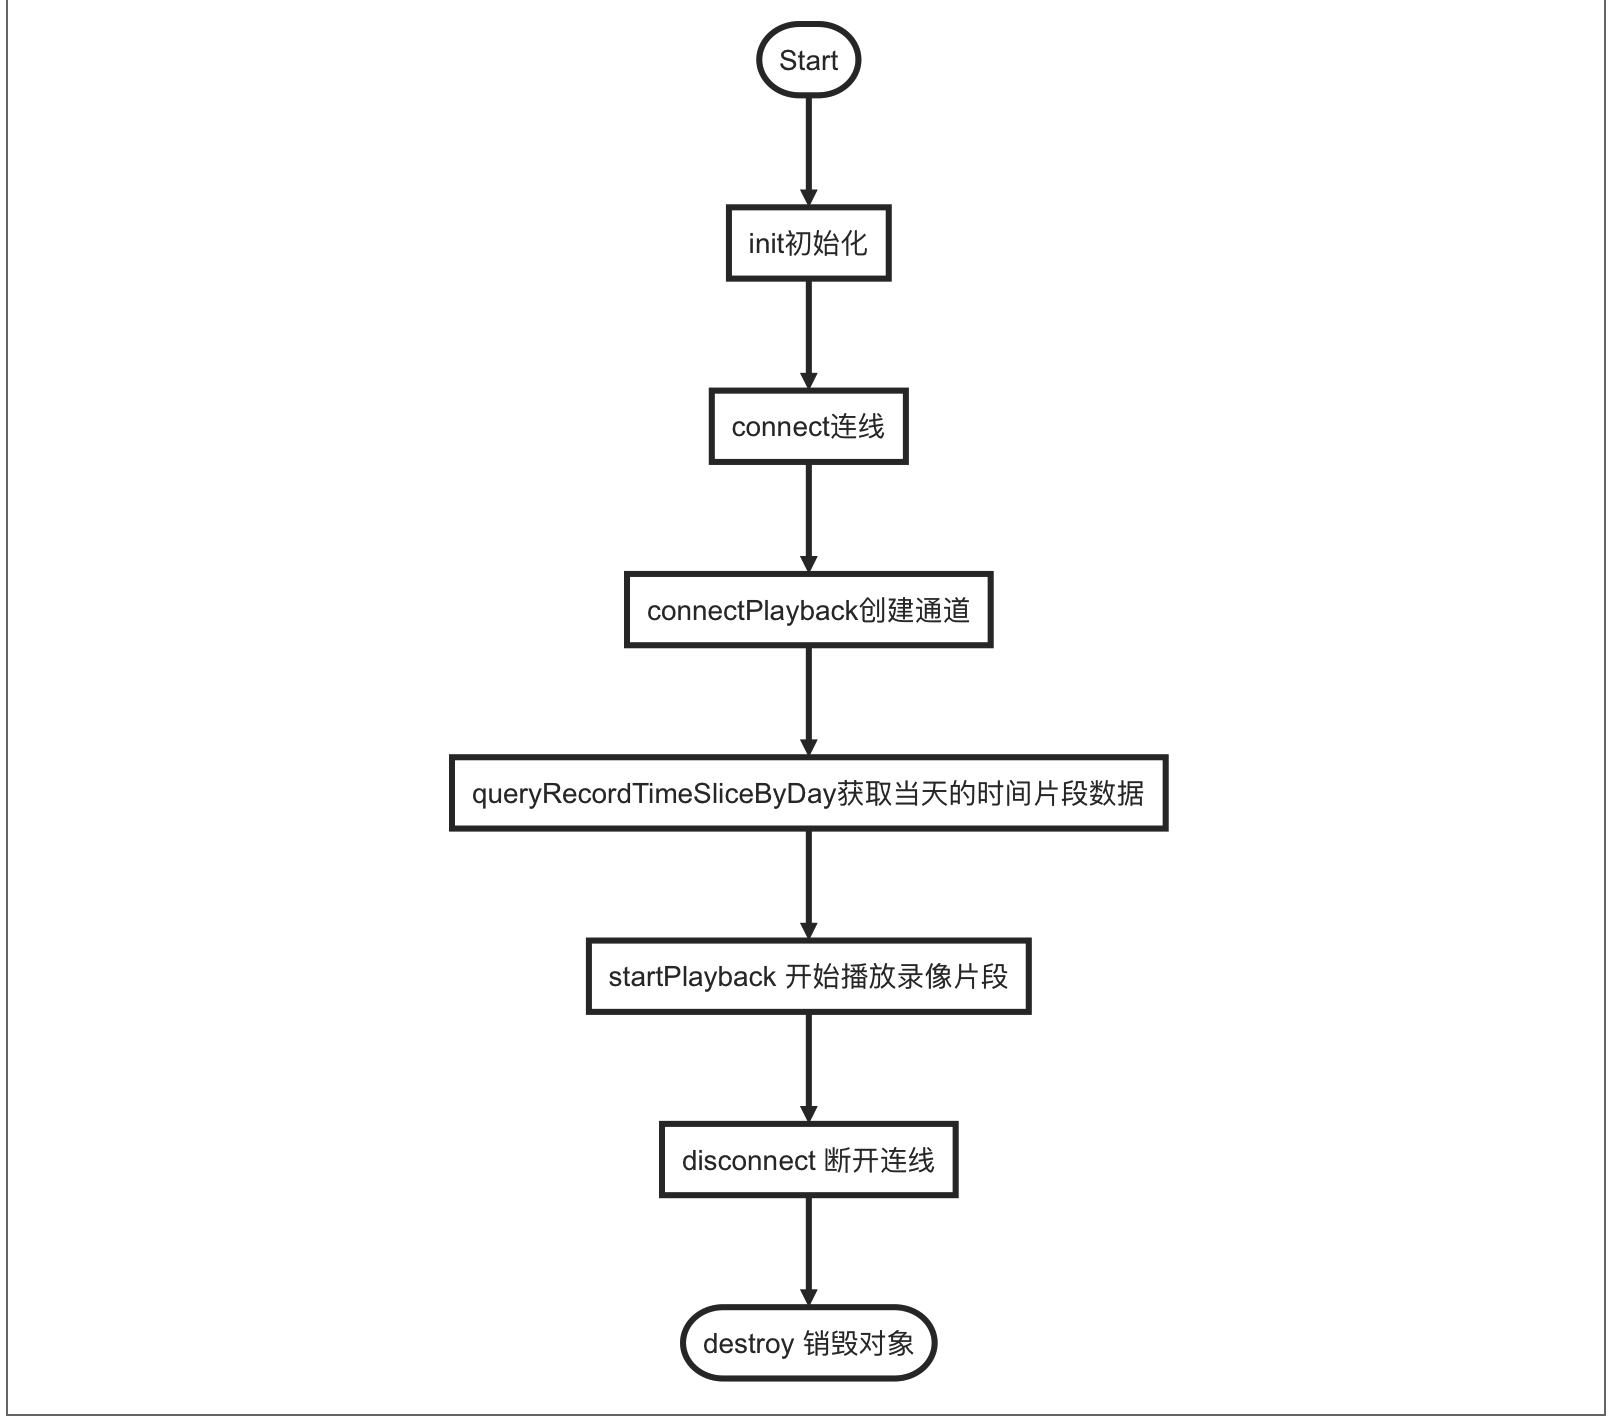 Start
init初始化
connect连线
connectPlayback创建通道
queryRecordTimeSliceByDay获取当天的时间片段数据
startPlayback 开始播放录像片段
disconnect 断开连线
destroy 销毁对象